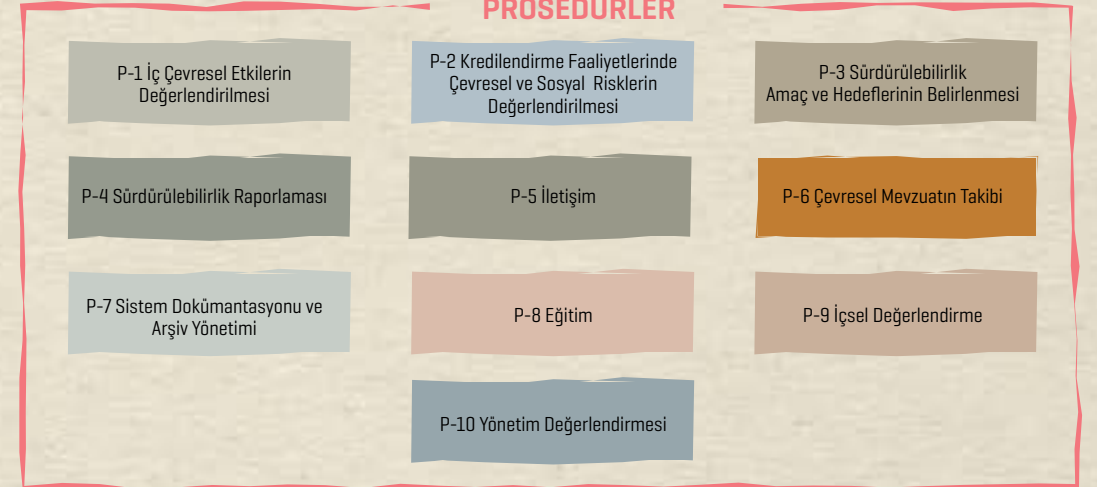 PROSEDÜRLER
P-1 İç Çevresel Etkilerin
Değerlendirilmesi
P-2 Kredilendirme Faaliyetlerinde
Çevresel ve Sosyal Risklerin
Değerlendirilmesi
P-3 Sürdürülebilirlik
Amaç ve Hedeflerinin Belirlenmesi
P-4 Sürdürülebilirlik Raporlaması
P-5 İletişim
P-6 Çevresel Mevzuatın Takibi
P-7 Sistem Dokümantasyonu ve
Arşiv Yönetimi
P-8 Eğitim
P-9 İçsel Değerlendirme
P-10 Yönetim Değerlendirmesi